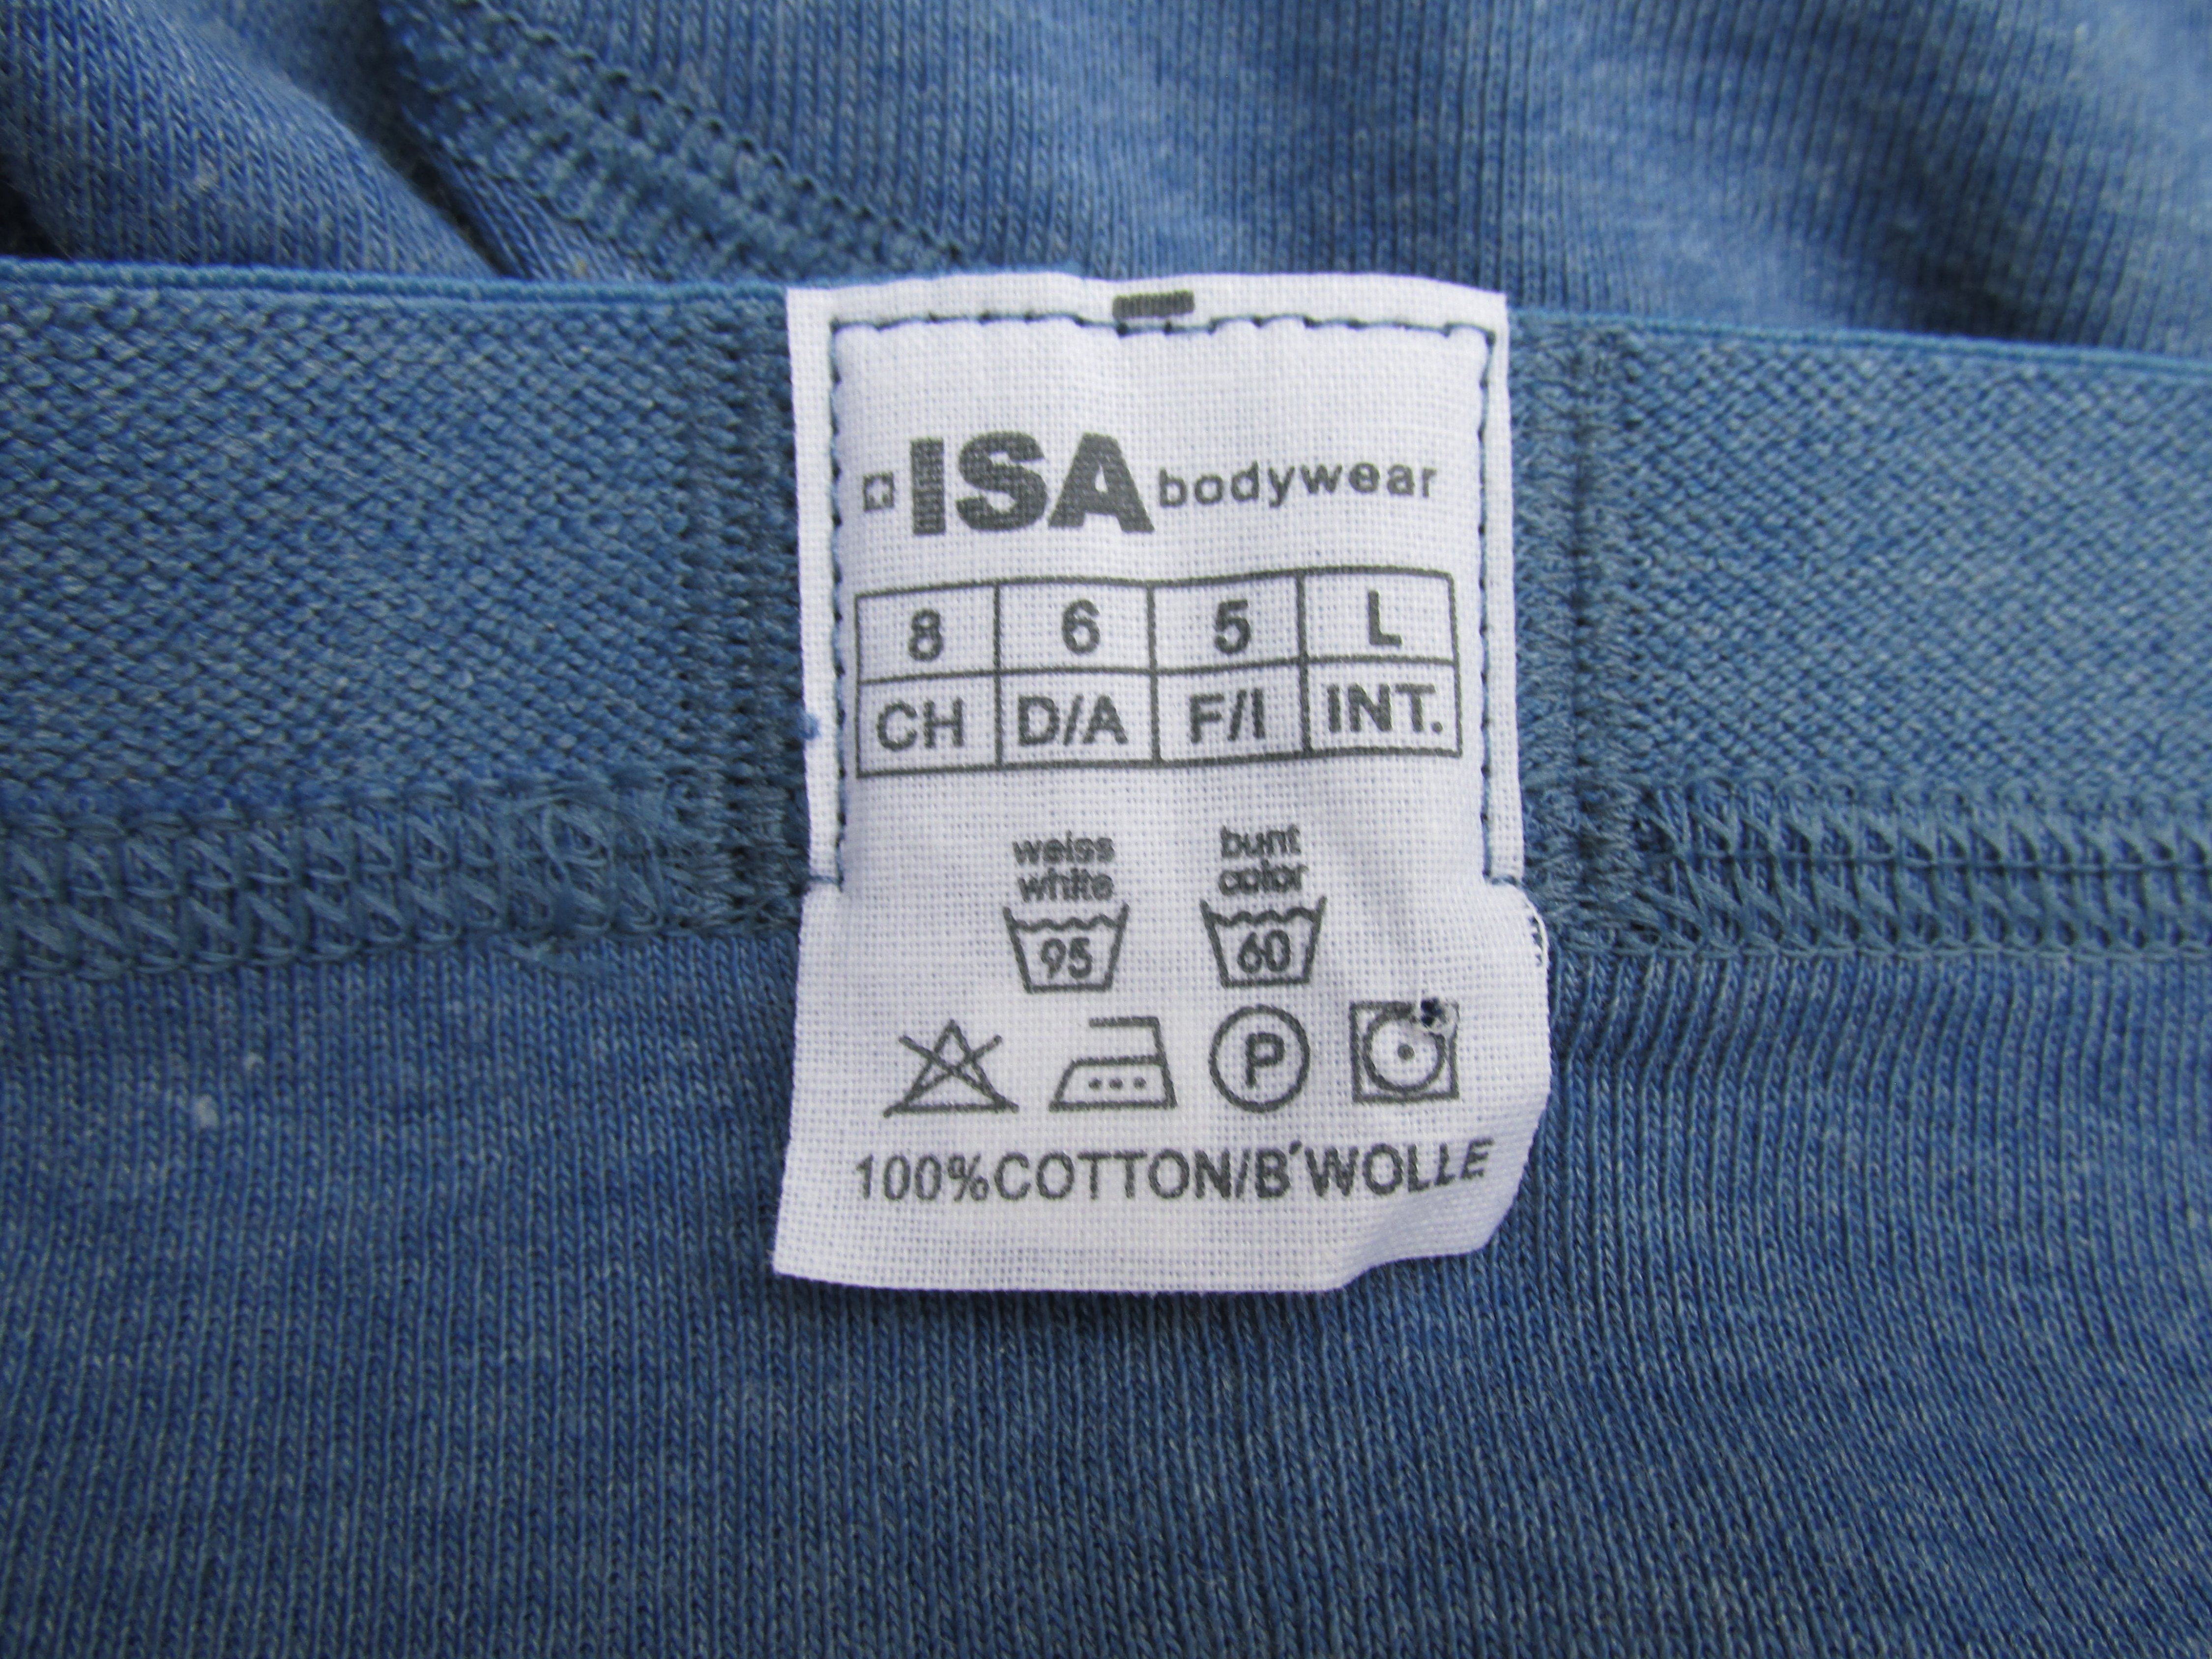 ISA bodywear
8 6 5 L
CH D/A F/I INT.
weiss bunt
white color
95 60
P
100%COTTON/B'WOLLE